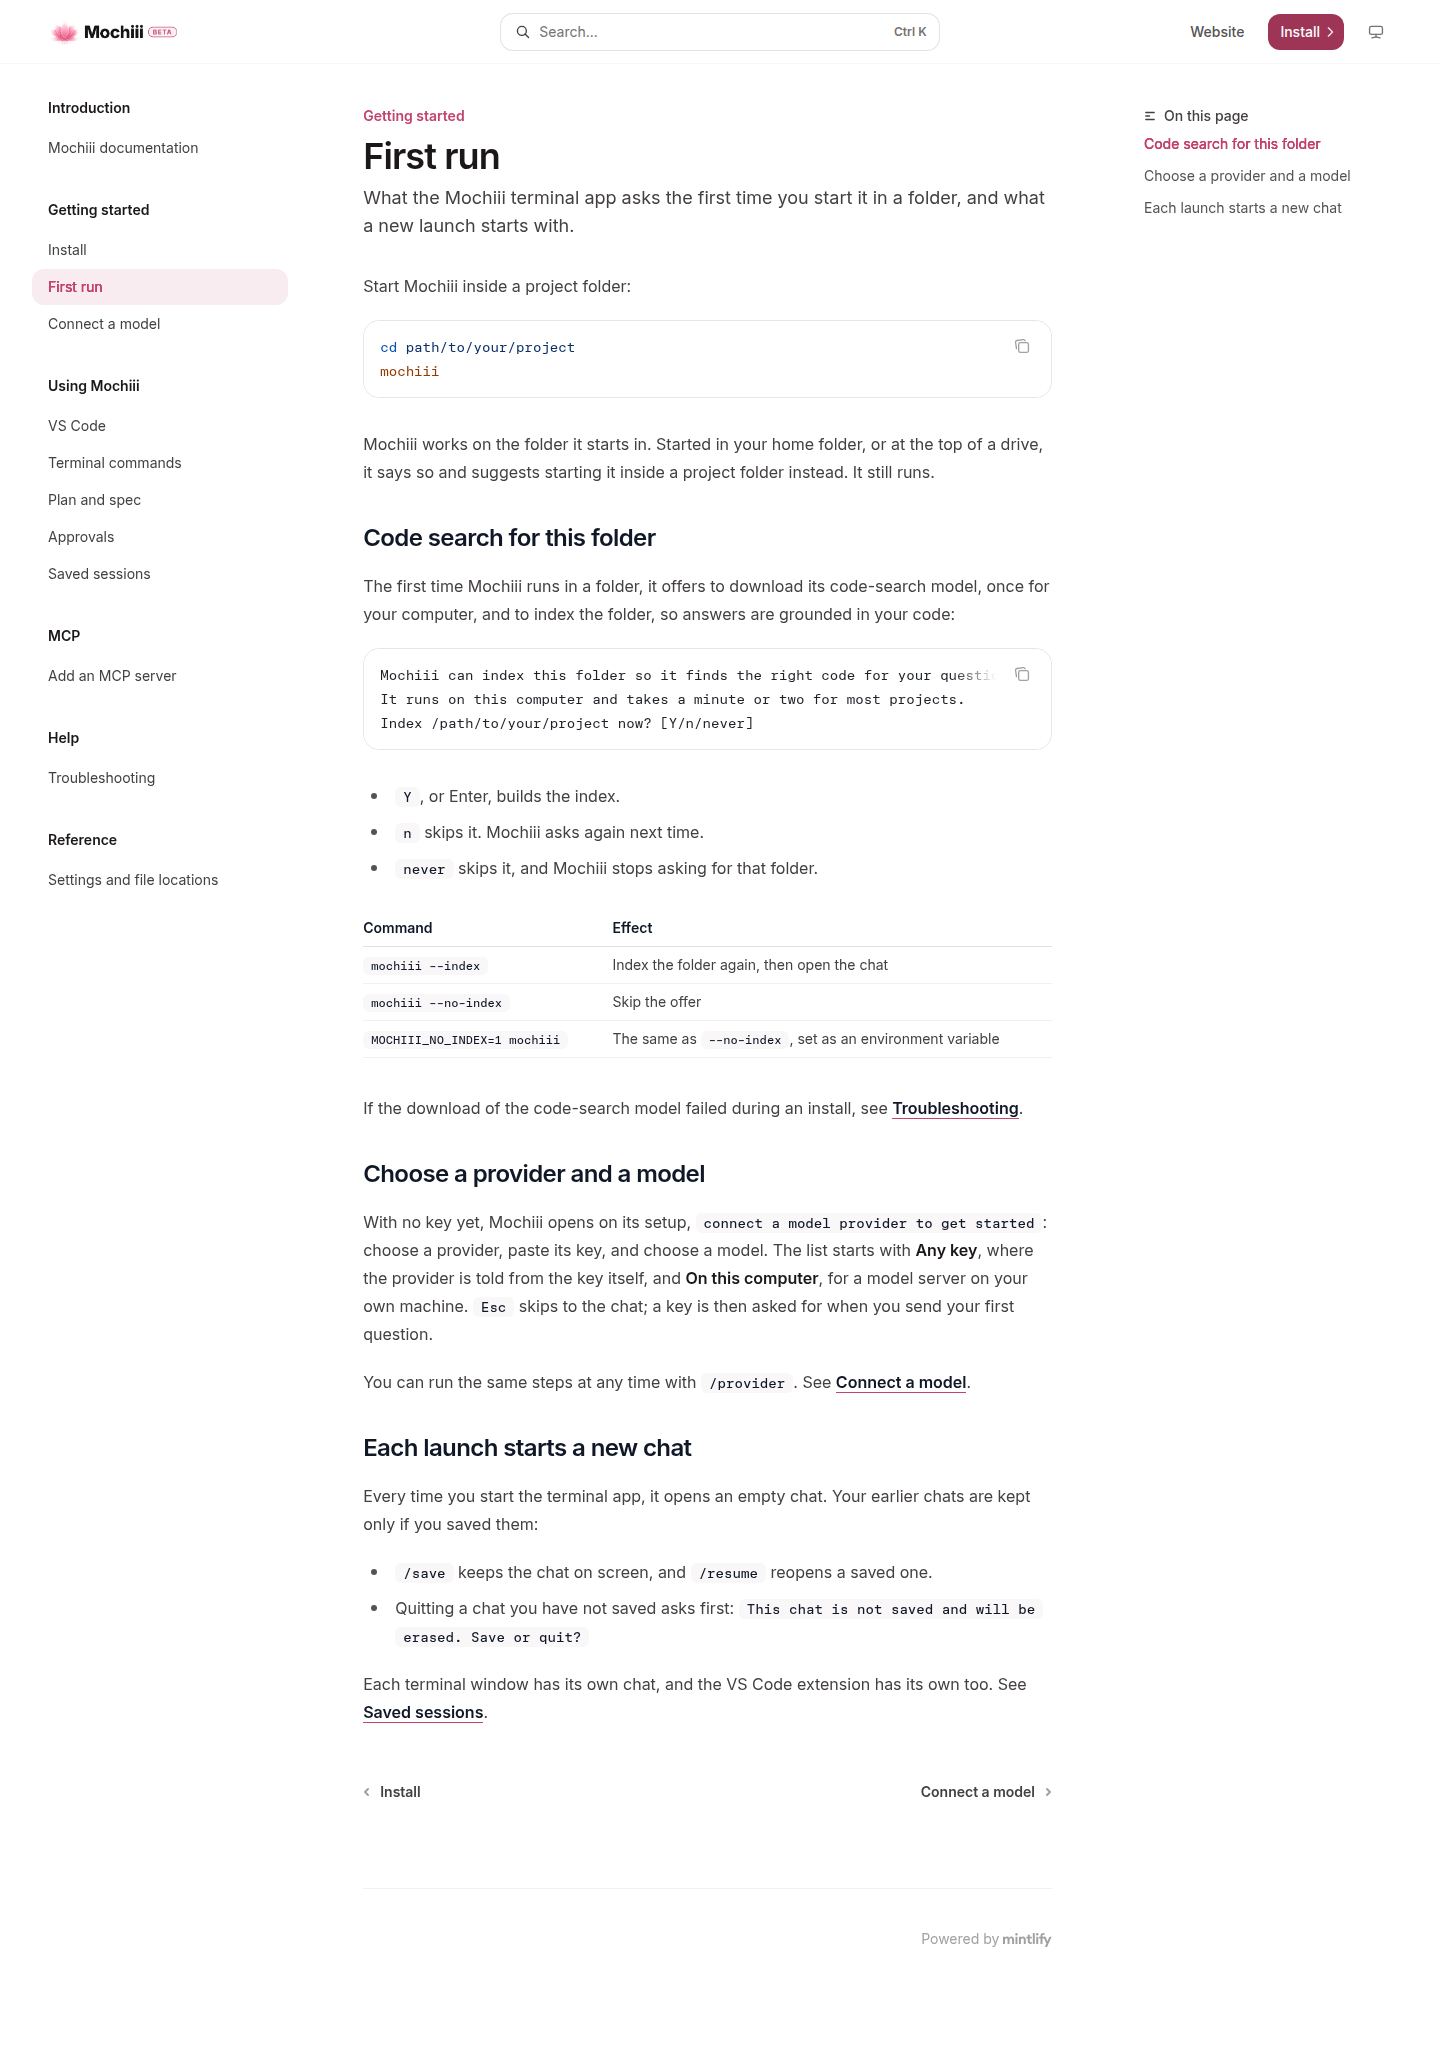 Mochiii BETA
Search...
Ctrl K
Website
Install
Introduction
Mochiii documentation
Getting started
Install
First run
Connect a model
Using Mochiii
VS Code
Terminal commands
Plan and spec
Approvals
Saved sessions
MCP
Add an MCP server
Help
Troubleshooting
Reference
Settings and file locations
Getting started
First run
What the Mochiii terminal app asks the first time you start it in a folder, and what
a new launch starts with.
Start Mochiii inside a project folder:
cd path/to/your/project
mochiii
Mochiii works on the folder it starts in. Started in your home folder, or at the top of a drive,
it says so and suggests starting it inside a project folder instead. It still runs.
Code search for this folder
The first time Mochiii runs in a folder, it offers to download its code-search model, once for
your computer, and to index the folder, so answers are grounded in your code:
Mochiii can index this folder so it finds the right code for your
It runs on this computer and takes a minute or two for most projects.
Index /path/to/your/project now? [Y/n/never]
Y, or Enter, builds the index.
n skips it. Mochiii asks again next time.
never skips it, and Mochiii stops asking for that folder.
Command Effect
mochiii --index Index the folder again, then open the chat
mochiii --no-index Skip the offer
MOCHIII_NO_INDEX=1 mochiii The same as --no-index, set as an environment variable
If the download of the code-search model failed during an install, see Troubleshooting.
Choose a provider and a model
With no key yet, Mochiii opens on its setup, connect a model provider to get started:
choose a provider, paste its key, and choose a model. The list starts with Any key, where
the provider is told from the key itself, and On this computer, for a model server on your
own machine. Esc skips to the chat; a key is then asked for when you send your first
question.
You can run the same steps at any time with /provider. See Connect a model.
Each launch starts a new chat
Every time you start the terminal app, it opens an empty chat. Your earlier chats are kept
only if you saved them:
/save keeps the chat on screen, and /resume reopens a saved one.
Quitting a chat you have not saved asks first: This chat is not saved and will be
erased. Save or quit?
Each terminal window has its own chat, and the VS Code extension has its own too. See
Saved sessions.
Install
Connect a model
Powered by mintlify
On this page
Code search for this folder
Choose a provider and a model
Each launch starts a new chat